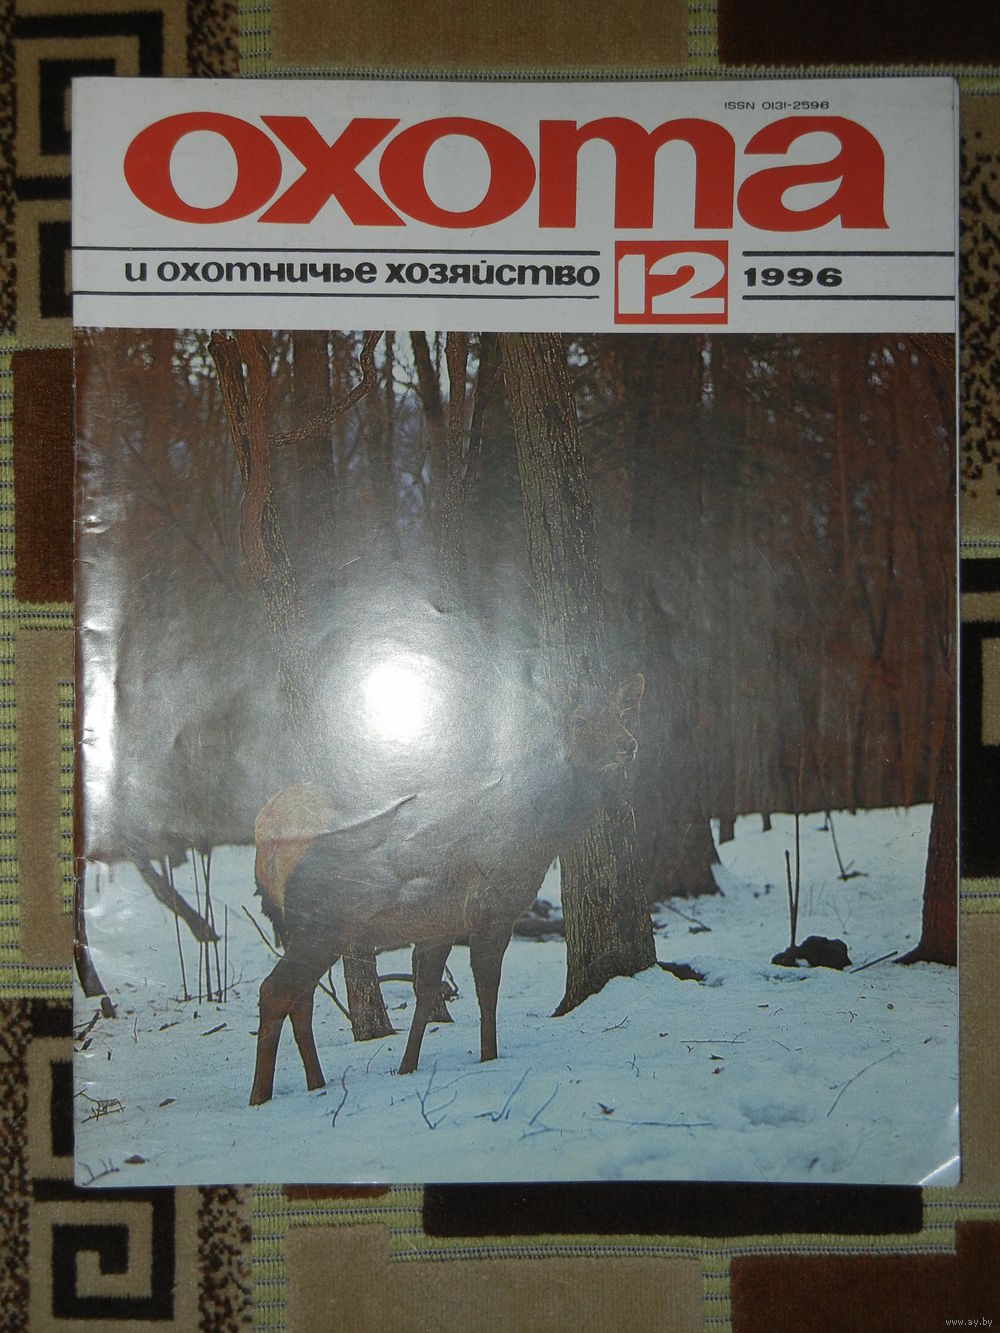 ISSN 0131-2596
охота
и охотничье хозяйство 12 1996
www.ay.by